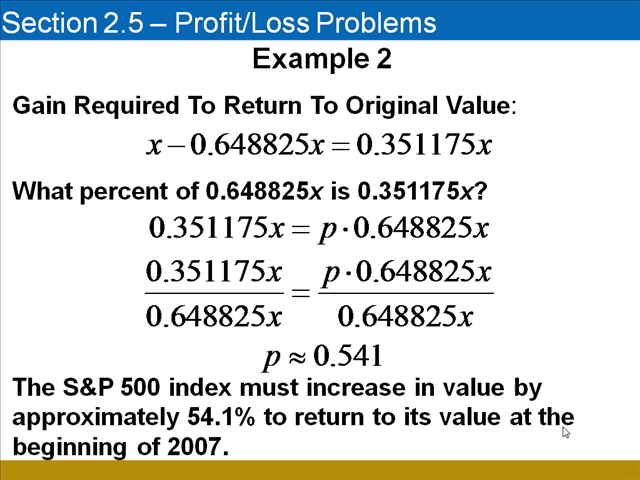 Section 2.5 – Profit/Loss Problems
Example 2
Gain Required To Return To Original Value:
x − 0.648825x = 0.351175x
What percent of 0.648825x is 0.351175x?
0.351175x = p · 0.648825x
0.351175x / 0.648825x = p · 0.648825x / 0.648825x
p ≈ 0.541
The S&P 500 index must increase in value by
approximately 54.1% to return to its value at the
beginning of 2007.